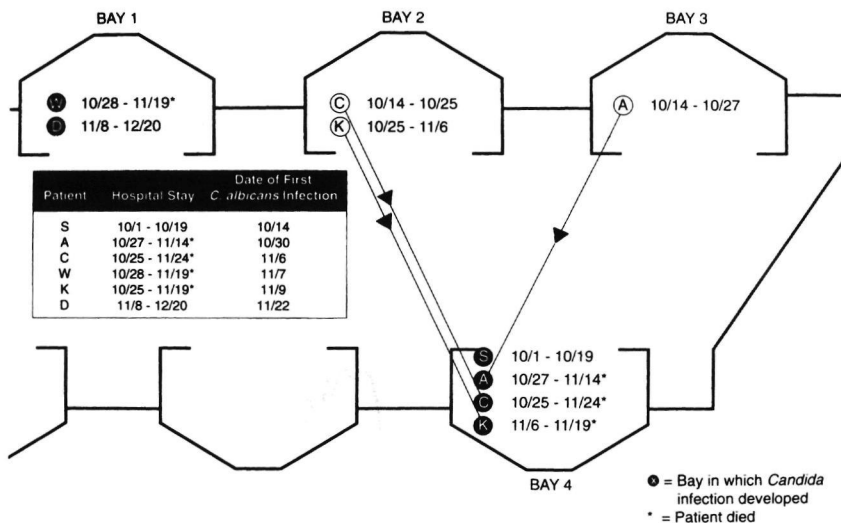 BAY 1
BAY 2
BAY 3
W 10/28 - 11/19*
D 11/8 - 12/20
C 10/14 - 10/25
K 10/25 - 11/6
A 10/14 - 10/27
Patient Hospital Stay Date of First C. albicans Infection
S 10/1 - 10/19 10/14
A 10/27 - 11/14* 10/30
C 10/25 - 11/24* 11/6
W 10/28 - 11/19* 11/7
K 10/25 - 11/19* 11/9
D 11/8 - 12/20 11/22
S 10/1 - 10/19
A 10/27 - 11/14*
C 10/25 - 11/24*
K 11/6 - 11/19*
BAY 4
= Bay in which Candida
infection developed
* = Patient died